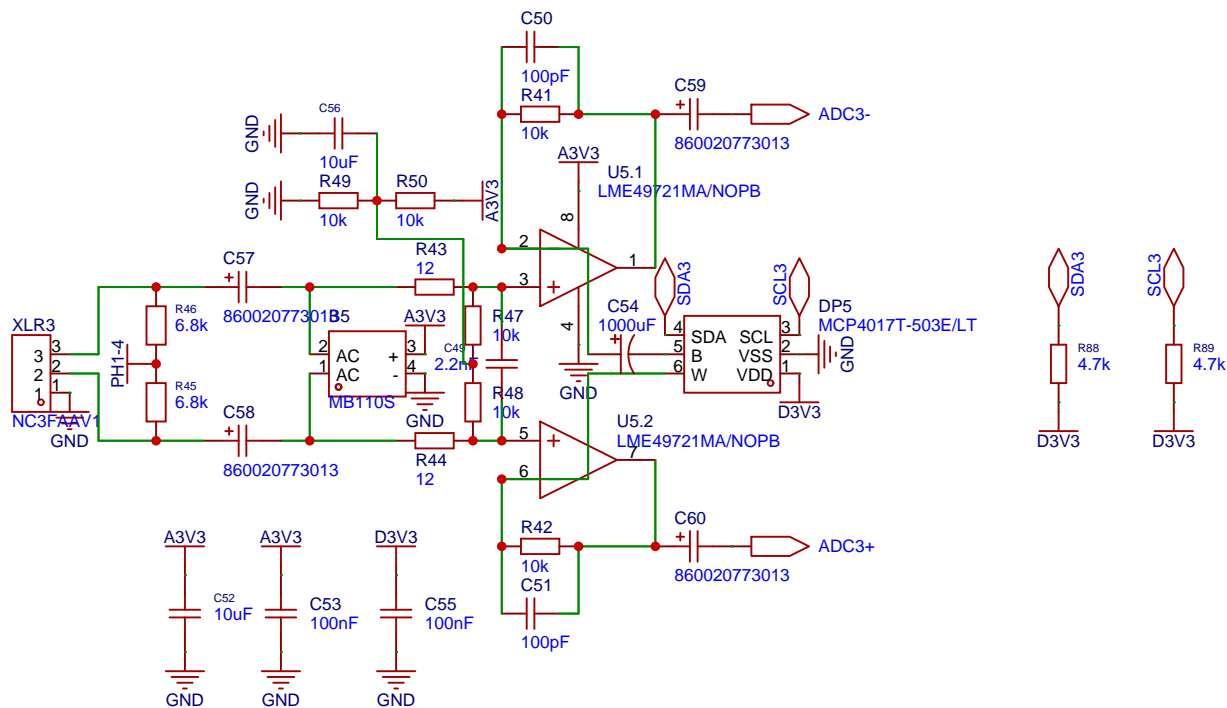 C50
100pF
R41
10k
C59
860020773013
ADC3-
C56
10uF
GND
R49
10k
R50
10k
GND
A3V3
A3V3
U5.1
LME49721MA/NOPB
8
2
3
1
4
GND
C57
860020773013
R43
12
R46
6.8k
PH1-4
R45
6.8k
XLR3
3
2
1
NC3FAAV1
GND
B5
2
1
AC
AC
+
-
3
4
MB110S
A3V3
GND
C49
2.2nF
R47
10k
R48
10k
C54
1000uF
SDA3
SCL3
DP5
MCP4017T-503E/LT
4
5
6
SDA
B
W
SCL
VSS
VDD
3
2
1
GND
D3V3
SDA3
R88
4.7k
D3V3
SCL3
R89
4.7k
D3V3
C58
860020773013
R44
12
U5.2
LME49721MA/NOPB
5
6
7
R42
10k
C51
100pF
C60
860020773013
ADC3+
A3V3
C52
10uF
GND
A3V3
C53
100nF
GND
D3V3
C55
100nF
GND